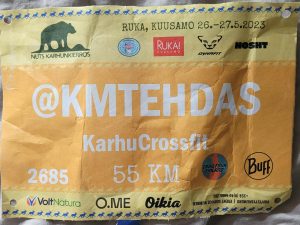 RUKA, KUUSAMO 26.-27.5.2023
NUTS KARHUNKIERROS
RUKA!
DYNAFIT
NOSHT
@KMTEHDAS
KarhuCrossfit
2685
55 KM
BUFF
VoltNatura
O.ME
Oikia